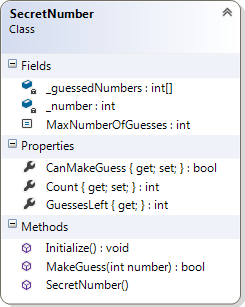 SecretNumber
Class
Fields
_guessedNumbers : int[]
_number : int
MaxNumberOfGuesses : int
Properties
CanMakeGuess { get; set; } : bool
Count { get; set; } : int
GuessesLeft { get; } : int
Methods
Initialize() : void
MakeGuess(int number) : bool
SecretNumber()